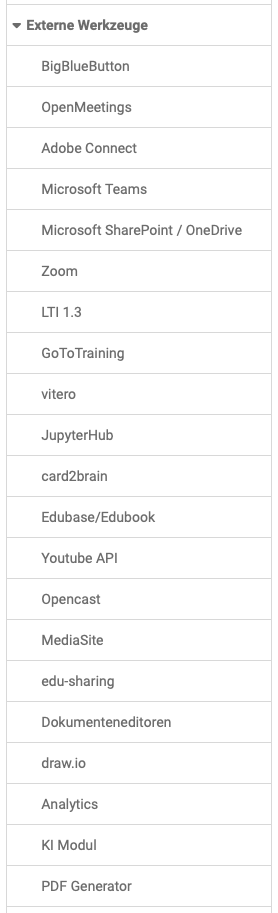 Externe Werkzeuge
BigBlueButton
OpenMeetings
Adobe Connect
Microsoft Teams
Microsoft SharePoint / OneDrive
Zoom
LTI 1.3
GoToTraining
vitero
JupyterHub
card2brain
Edubase/Edubook
Youtube API
Opencast
MediaSite
edu-sharing
Dokumenteneditoren
draw.io
Analytics
KI Modul
PDF Generator